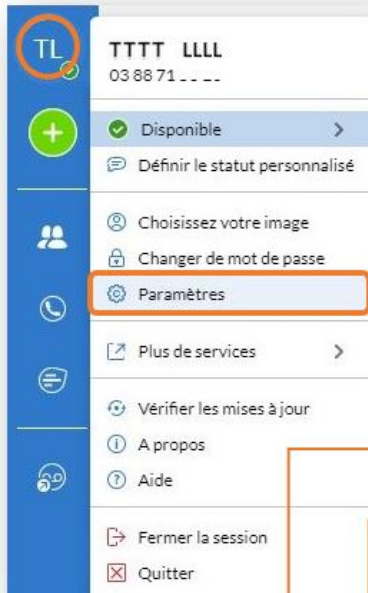 TL
TTTT LLLL
03 88 71 _ _ _ _
Disponible
Définir le statut personnalisé
Choisissez votre image
Changer de mot de passe
Paramètres
Plus de services
Vérifier les mises à jour
A propos
Aide
Fermer la session
Quitter